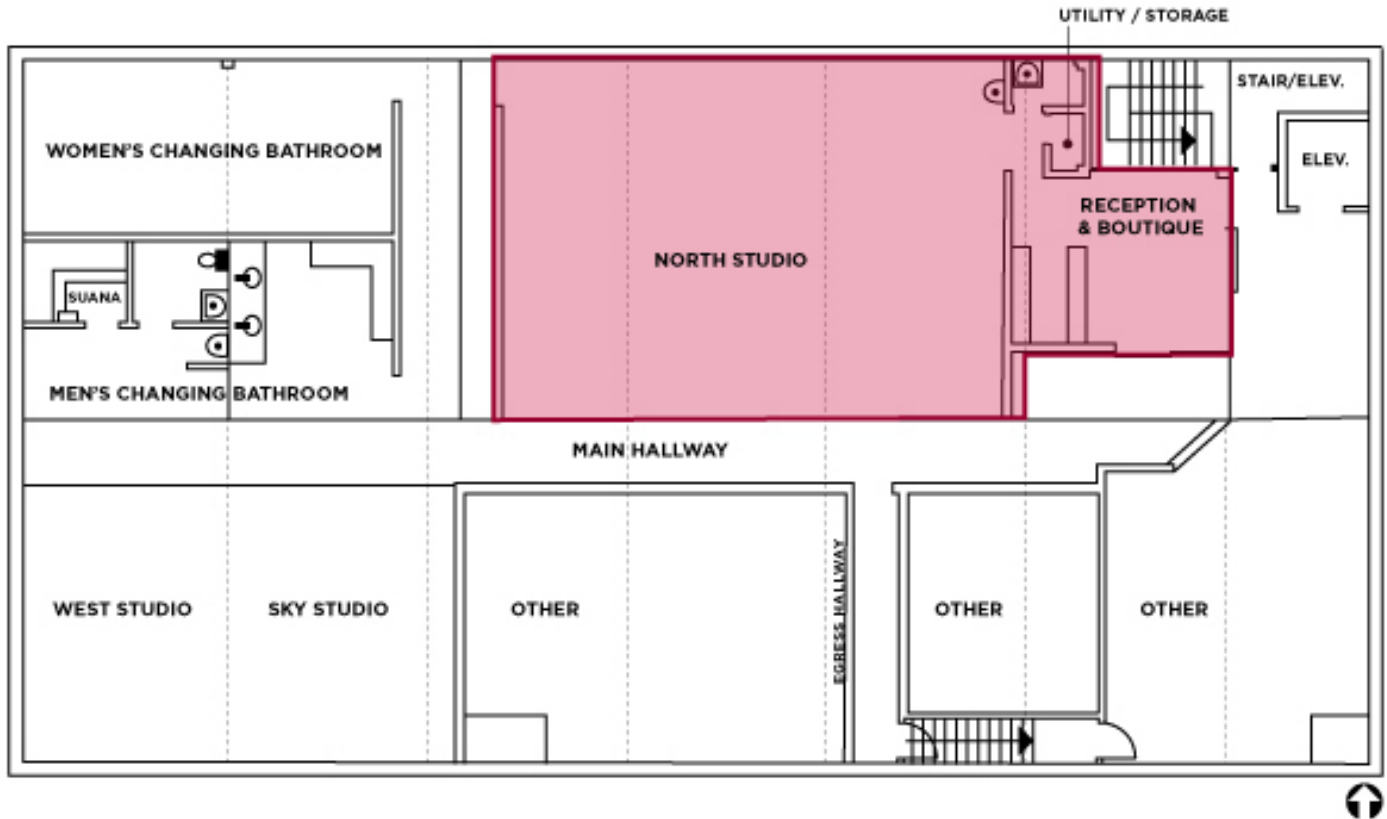 UTILITY / STORAGE
STAIR/ELEV.
WOMEN'S CHANGING BATHROOM
ELEV.
RECEPTION
& BOUTIQUE
NORTH STUDIO
SUANA
MEN'S CHANGING BATHROOM
MAIN HALLWAY
EGRESS HALLWAY
WEST STUDIO
SKY STUDIO
OTHER
OTHER
OTHER